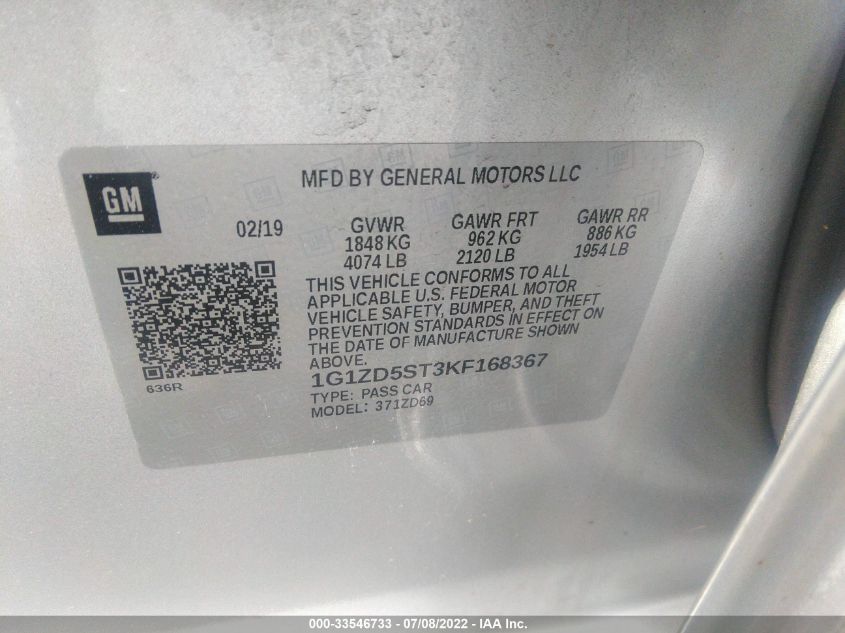 MFD BY GENERAL MOTORS LLC
GM
02/19 GVWR GAWR FRT GAWR RR
1848 KG 962 KG 886 KG
4074 LB 2120 LB 1954 LB
THIS VEHICLE CONFORMS TO ALL
APPLICABLE U.S. FEDERAL MOTOR
VEHICLE SAFETY, BUMPER, AND THEFT
PREVENTION STANDARDS IN EFFECT ON
THE DATE OF MANUFACTURE SHOWN
ABOVE.
636R
1G1ZD5ST3KF168367
TYPE: PASS CAR
MODEL: 371ZD69
000-33546733 - 07/08/2022 - IAA Inc.